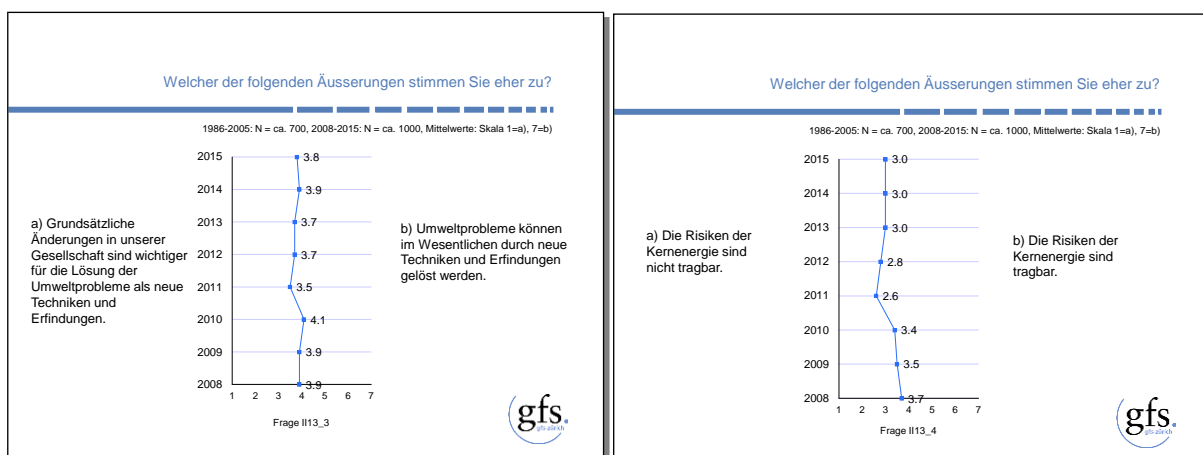 Welcher der folgenden Äusserungen stimmen Sie eher zu?
1986-2005: N = ca. 700, 2008-2015: N = ca. 1000, Mittelwerte: Skala 1=a), 7=b)
a) Grundsätzliche
Änderungen in unserer
Gesellschaft sind wichtiger
für die Lösung der
Umweltprobleme als neue
Techniken und
Erfindungen.
2015 3.8
2014 3.9
2013 3.7
2012 3.7
2011 3.5
2010 4.1
2009 3.9
2008 3.9
1 2 3 4 5 6 7
b) Umweltprobleme können
im Wesentlichen durch neue
Techniken und Erfindungen
gelöst werden.
Frage II13_3
gfs.
gfs-zürich
Welcher der folgenden Äusserungen stimmen Sie eher zu?
1986-2005: N = ca. 700, 2008-2015: N = ca. 1000, Mittelwerte: Skala 1=a), 7=b)
a) Die Risiken der
Kernenergie sind
nicht tragbar.
2015 3.0
2014 3.0
2013 3.0
2012 2.8
2011 2.6
2010 3.4
2009 3.5
2008 3.7
1 2 3 4 5 6 7
b) Die Risiken der
Kernenergie sind
tragbar.
Frage II13_4
gfs.
gfs-zürich